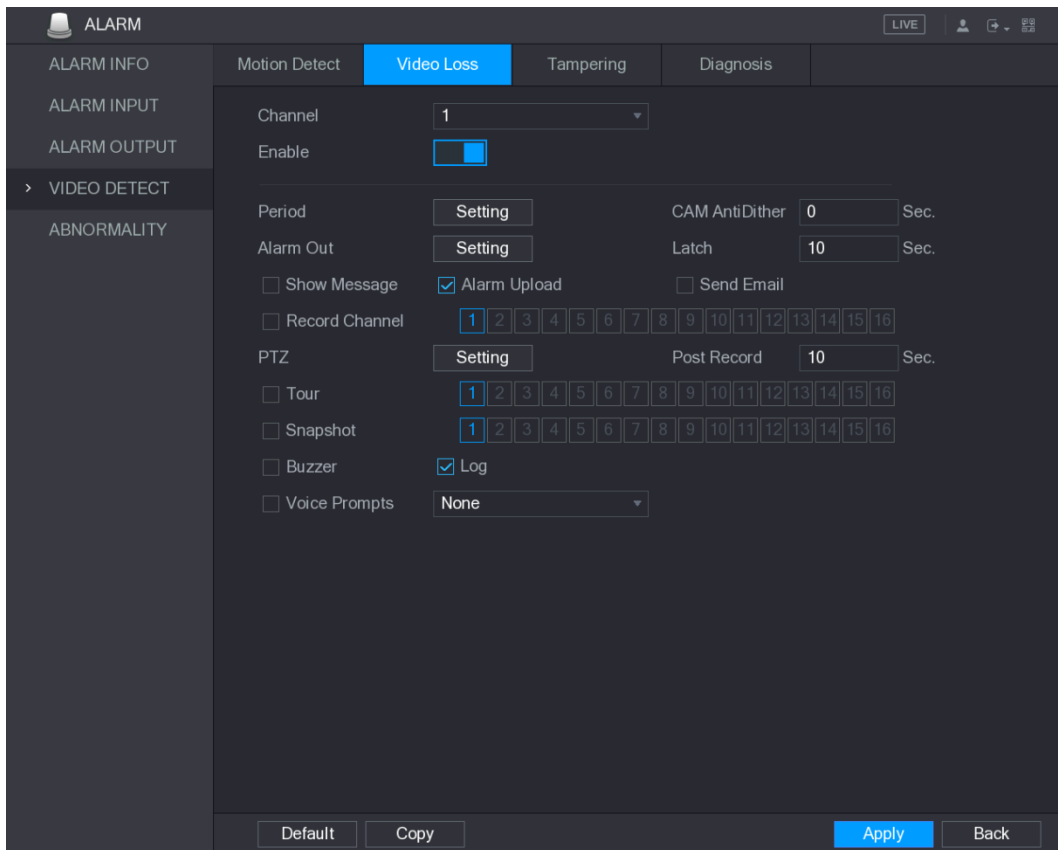 ALARM LIVE
ALARM INFO
ALARM INPUT
ALARM OUTPUT
> VIDEO DETECT
ABNORMALITY
Motion Detect Video Loss Tampering Diagnosis
Channel 1
Enable
Period Setting CAM AntiDither 0 Sec.
Alarm Out Setting Latch 10 Sec.
Show Message Alarm Upload Send Email
Record Channel 1 2 3 4 5 6 7 8 9 10 11 12 13 14 15 16
PTZ Setting Post Record 10 Sec.
Tour 1 2 3 4 5 6 7 8 9 10 11 12 13 14 15 16
Snapshot 1 2 3 4 5 6 7 8 9 10 11 12 13 14 15 16
Buzzer Log
Voice Prompts None
Default Copy Apply Back